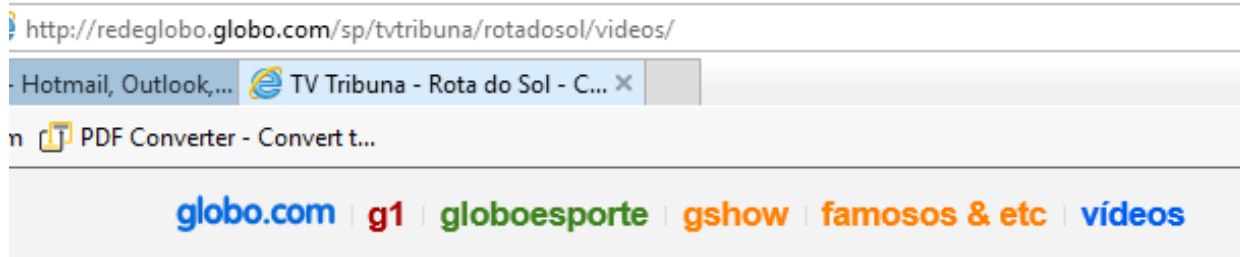 http://redeglobo.globo.com/sp/tvtribuna/rotadosol/videos/
- Hotmail, Outlook,... TV Tribuna - Rota do Sol - C... ×
m PDF Converter - Convert t...
globo.com | g1 | globoesporte | gshow | famosos & etc | vídeos